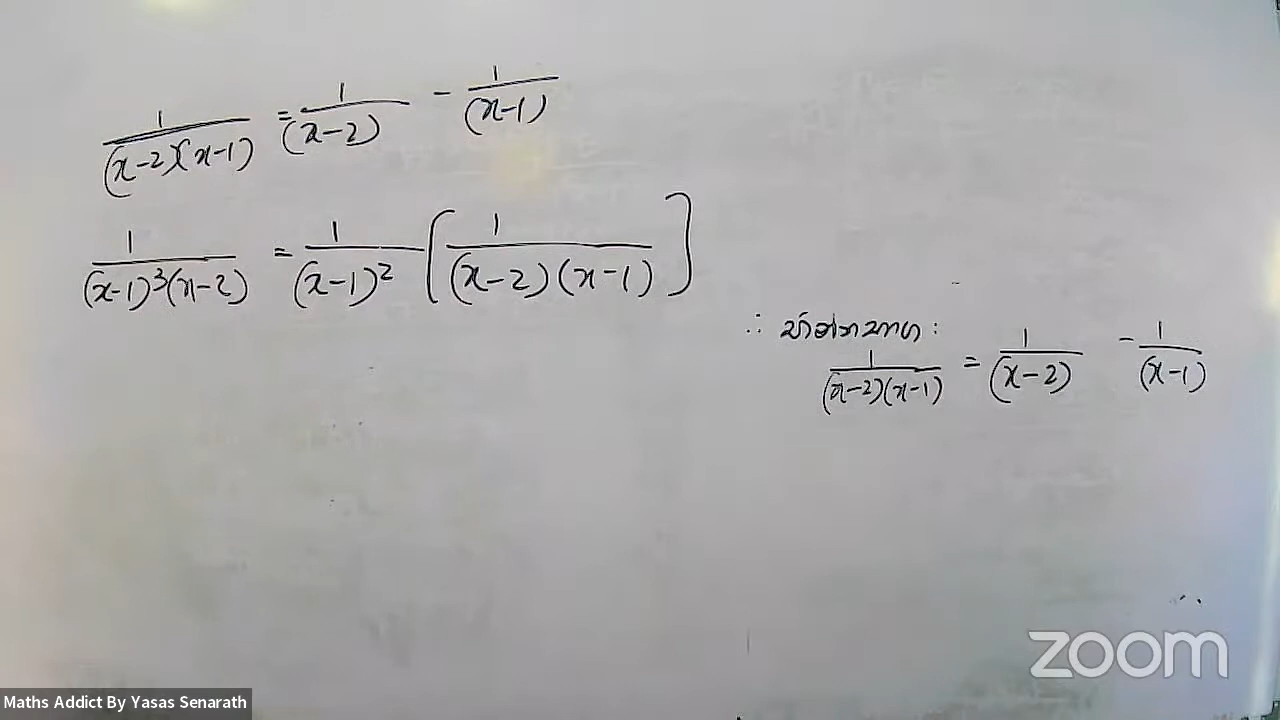 1/((x-2)(x-1)) = 1/(x-2) - 1/(x-1)
1/((x-1)³(x-2)) = 1/(x-1)² [1/((x-2)(x-1))]
∴ :
1/((x-2)(x-1)) = 1/(x-2) - 1/(x-1)
zoom
Maths Addict By Yasas Senarath